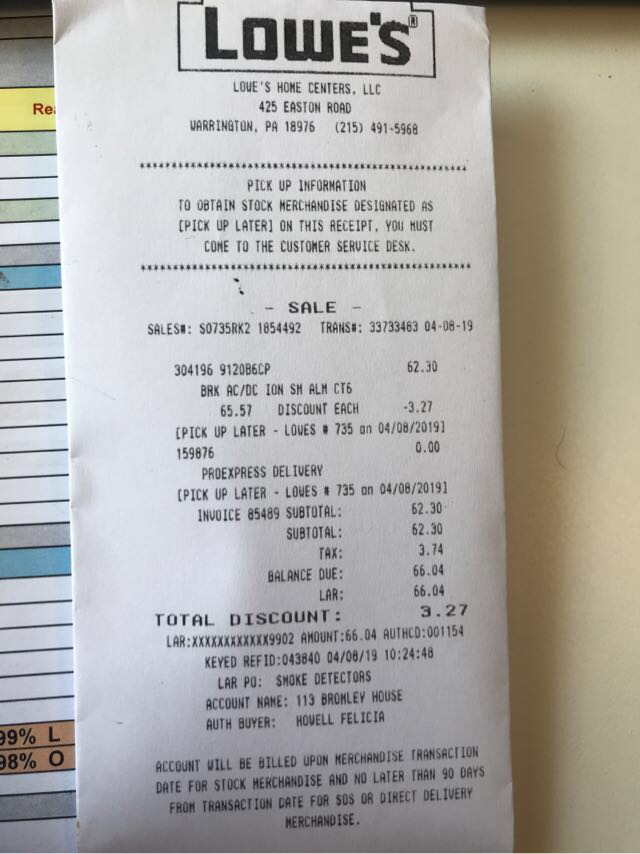 LOWE'S®
LOWE'S HOME CENTERS, LLC
425 EASTON ROAD
WARRINGTON, PA 18976 (215) 491-5968
************************************************
PICK UP INFORMATION
TO OBTAIN STOCK MERCHANDISE DESIGNATED AS
[PICK UP LATER] ON THIS RECEIPT, YOU MUST
COME TO THE CUSTOMER SERVICE DESK.
************************************************
- SALE -
SALES#: S0735RK2 1854492 TRANS#: 33733463 04-08-19
304196 9120B6CP 62.30
BRK AC/DC ION SM ALM CT6
65.57 DISCOUNT EACH -3.27
[PICK UP LATER - LOWES # 735 on 04/08/2019]
159876 0.00
PROEXPRESS DELIVERY
[PICK UP LATER - LOWES # 735 on 04/08/2019]
INVOICE 85489 SUBTOTAL: 62.30
SUBTOTAL: 62.30
TAX: 3.74
BALANCE DUE: 66.04
LAR: 66.04
TOTAL DISCOUNT: 3.27
LAR:XXXXXXXXXXXX9902 AMOUNT:66.04 AUTHCD:001154
KEYED REFID:043840 04/08/19 10:24:48
LAR PO: SMOKE DETECTORS
ACCOUNT NAME: 113 BROMLEY HOUSE
AUTH BUYER: HOWELL FELICIA
ACCOUNT WILL BE BILLED UPON MERCHANDISE TRANSACTION
DATE FOR STOCK MERCHANDISE AND NO LATER THAN 90 DAYS
FROM TRANSACTION DATE FOR SOS OR DIRECT DELIVERY
MERCHANDISE.
99% L
98% O